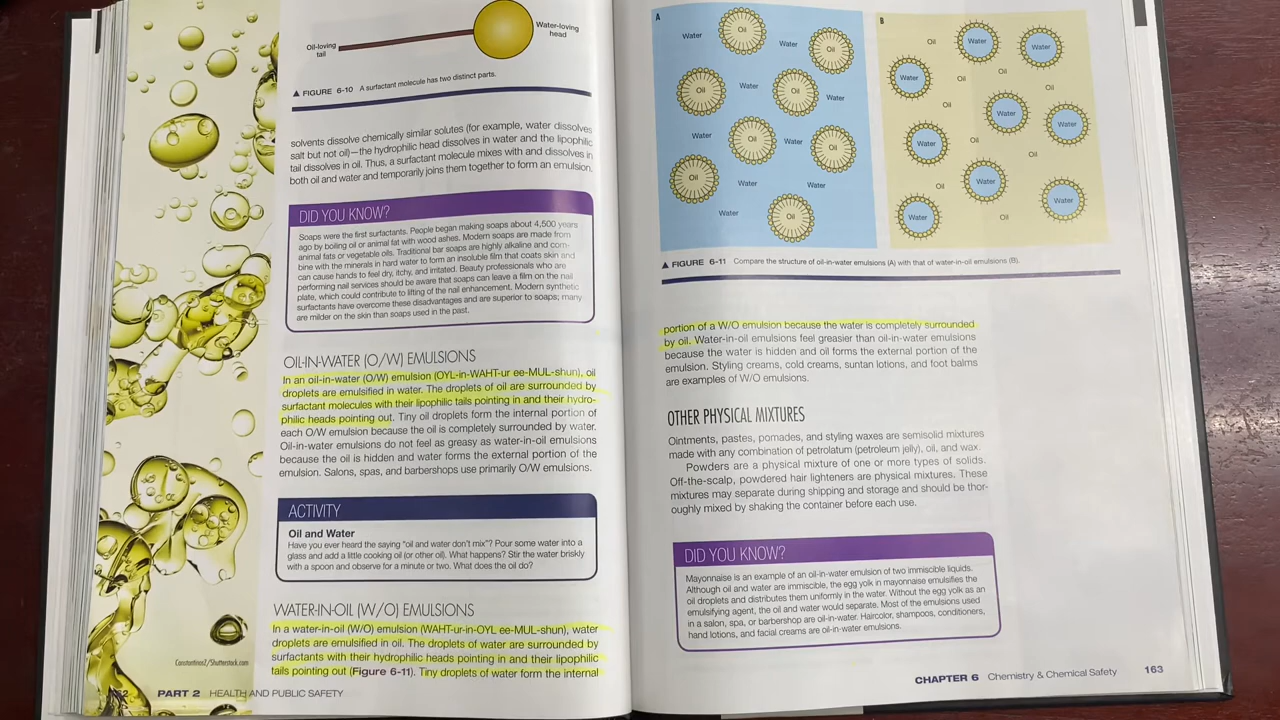 Oil-loving
tail
Water-loving
head
▲ FIGURE 6-10 A surfactant molecule has two distinct parts.
solvents dissolve chemically similar solutes (for example, water dissolves
salt but not oil)—the hydrophilic head dissolves in water and the lipophilic
tail dissolves in oil. Thus, a surfactant molecule mixes with and dissolves in
both oil and water and temporarily joins them together to form an emulsion.
DID YOU KNOW?
Soaps were the first surfactants. People began making soaps about 4,500 years
ago by boiling oil or animal fat with wood ashes. Modern soaps are made from
animal fats or vegetable oils. Traditional bar soaps are highly alkaline and com-
bine with the minerals in hard water to form an insoluble film that coats skin and
can cause hands to feel dry, itchy, and irritated. Beauty professionals who are
performing nail services should be aware that soaps can leave a film on the nail
plate, which could contribute to lifting of the nail enhancement. Modern synthetic
surfactants have overcome these disadvantages and are superior to soaps; many
are milder on the skin than soaps used in the past.
OIL-IN-WATER (O/W) EMULSIONS
In an oil-in-water (O/W) emulsion (OYL-in-WAHT-ur ee-MUL-shun), oil
droplets are emulsified in water. The droplets of oil are surrounded by
surfactant molecules with their lipophilic tails pointing in and their hydro-
philic heads pointing out. Tiny oil droplets form the internal portion of
each O/W emulsion because the oil is completely surrounded by water.
Oil-in-water emulsions do not feel as greasy as water-in-oil emulsions
because the oil is hidden and water forms the external portion of the
emulsion. Salons, spas, and barbershops use primarily O/W emulsions.
ACTIVITY
Oil and Water
Have you ever heard the saying "oil and water don't mix"? Pour some water into a
glass and add a little cooking oil (or other oil). What happens? Stir the water briskly
with a spoon and observe for a minute or two. What does the oil do?
WATER-IN-OIL (W/O) EMULSIONS
In a water-in-oil (W/O) emulsion (WAHT-ur-in-OYL ee-MUL-shun), water
droplets are emulsified in oil. The droplets of water are surrounded by
surfactants with their hydrophilic heads pointing in and their lipophilic
tails pointing out (Figure 6-11). Tiny droplets of water form the internal
ConstantinosZ/Shutterstock.com
PART 2 HEALTH AND PUBLIC SAFETY
A
Water
Oil
Water
Oil
Oil
Water
Oil
Water
Water
Oil
Water
Oil
Oil
Water
Water
Water
Oil
B
Oil
Water
Water
Water
Oil
Oil
Oil
Oil
Water
Water
Water
Oil
Oil
Oil
Water
Water
Water
Oil
▲ FIGURE 6-11 Compare the structure of oil-in-water emulsions (A) with that of water-in-oil emulsions (B).
portion of a W/O emulsion because the water is completely surrounded
by oil. Water-in-oil emulsions feel greasier than oil-in-water emulsions
because the water is hidden and oil forms the external portion of the
emulsion. Styling creams, cold creams, suntan lotions, and foot balms
are examples of W/O emulsions.
OTHER PHYSICAL MIXTURES
Ointments, pastes, pomades, and styling waxes are semisolid mixtures
made with any combination of petrolatum (petroleum jelly), oil, and wax.
Powders are a physical mixture of one or more types of solids.
Off-the-scalp, powdered hair lighteners are physical mixtures. These
mixtures may separate during shipping and storage and should be thor-
oughly mixed by shaking the container before each use.
DID YOU KNOW?
Mayonnaise is an example of an oil-in-water emulsion of two immiscible liquids.
Although oil and water are immiscible, the egg yolk in mayonnaise emulsifies the
oil droplets and distributes them uniformly in the water. Without the egg yolk as an
emulsifying agent, the oil and water would separate. Most of the emulsions used
in a salon, spa, or barbershop are oil-in-water. Haircolor, shampoos, conditioners,
hand lotions, and facial creams are oil-in-water emulsions.
CHAPTER 6 Chemistry & Chemical Safety 163